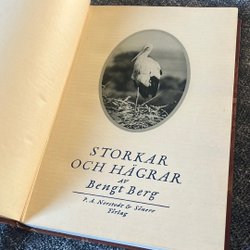 STORKAR
OCH HÄGRAR
AV
Bengt Berg
P. A. Norstedt & Söners
Förlag